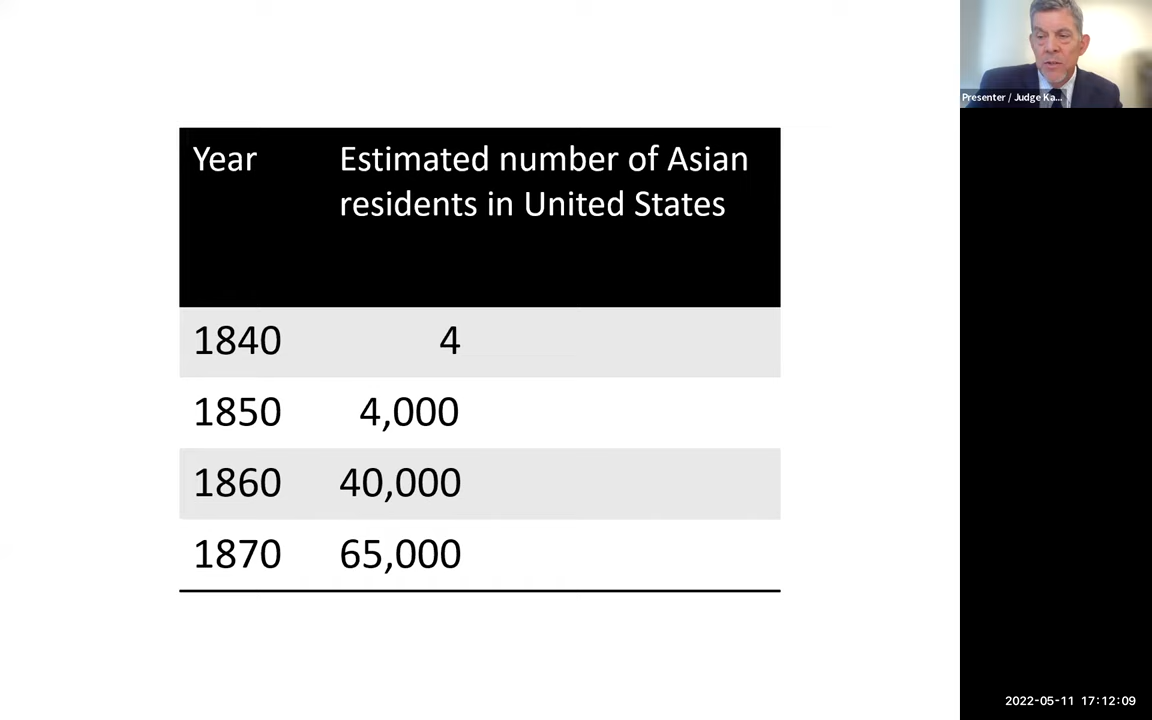 Year
Estimated number of Asian
residents in United States
1840 4
1850 4,000
1860 40,000
1870 65,000
Presenter / Judge Ka...
2022-05-11 17:12:09